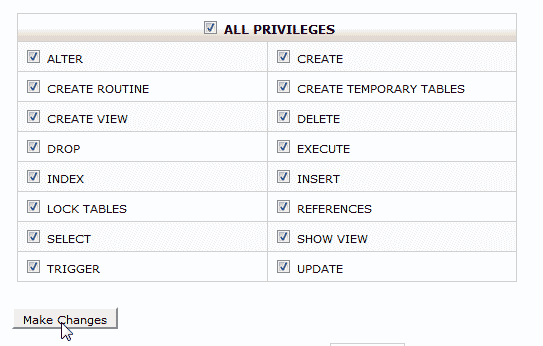 ALL PRIVILEGES
ALTER CREATE
CREATE ROUTINE CREATE TEMPORARY TABLES
CREATE VIEW DELETE
DROP EXECUTE
INDEX INSERT
LOCK TABLES REFERENCES
SELECT SHOW VIEW
TRIGGER UPDATE
Make Changes